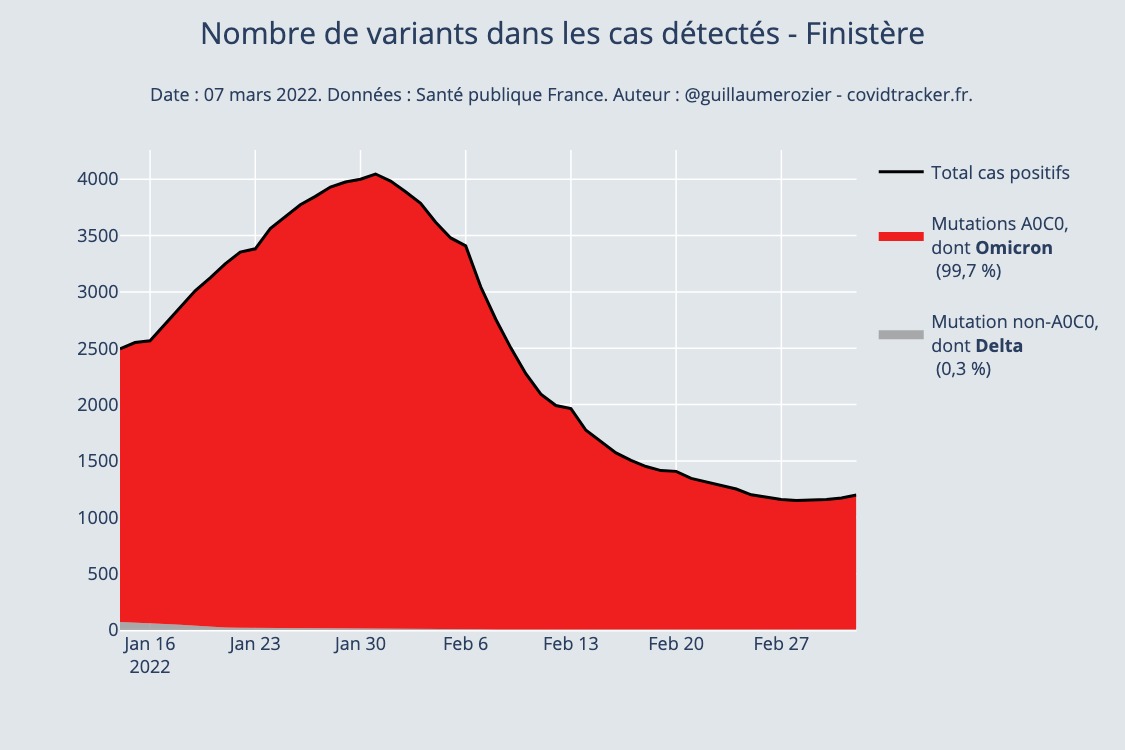 Nombre de variants dans les cas détectés - Finistère
Date : 07 mars 2022. Données : Santé publique France. Auteur : @guillaumerozier - covidtracker.fr.
4000
3500
3000
2500
2000
1500
1000
500
0
Jan 16
2022
Jan 23
Jan 30
Feb 6
Feb 13
Feb 20
Feb 27
Total cas positifs
Mutations A0C0,
dont Omicron
(99,7 %)
Mutation non-A0C0,
dont Delta
(0,3 %)